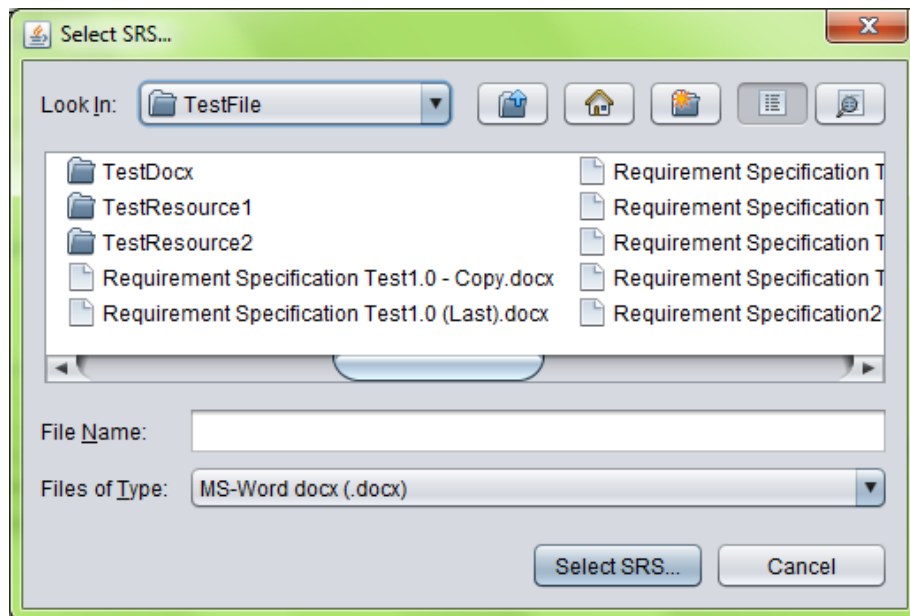 Select SRS...
Look In: TestFile
TestDocx
TestResource1
TestResource2
Requirement Specification Test1.0 - Copy.docx
Requirement Specification Test1.0 (Last).docx
Requirement Specification T
Requirement Specification T
Requirement Specification T
Requirement Specification T
Requirement Specification2
File Name:
Files of Type: MS-Word docx (.docx)
Select SRS... Cancel